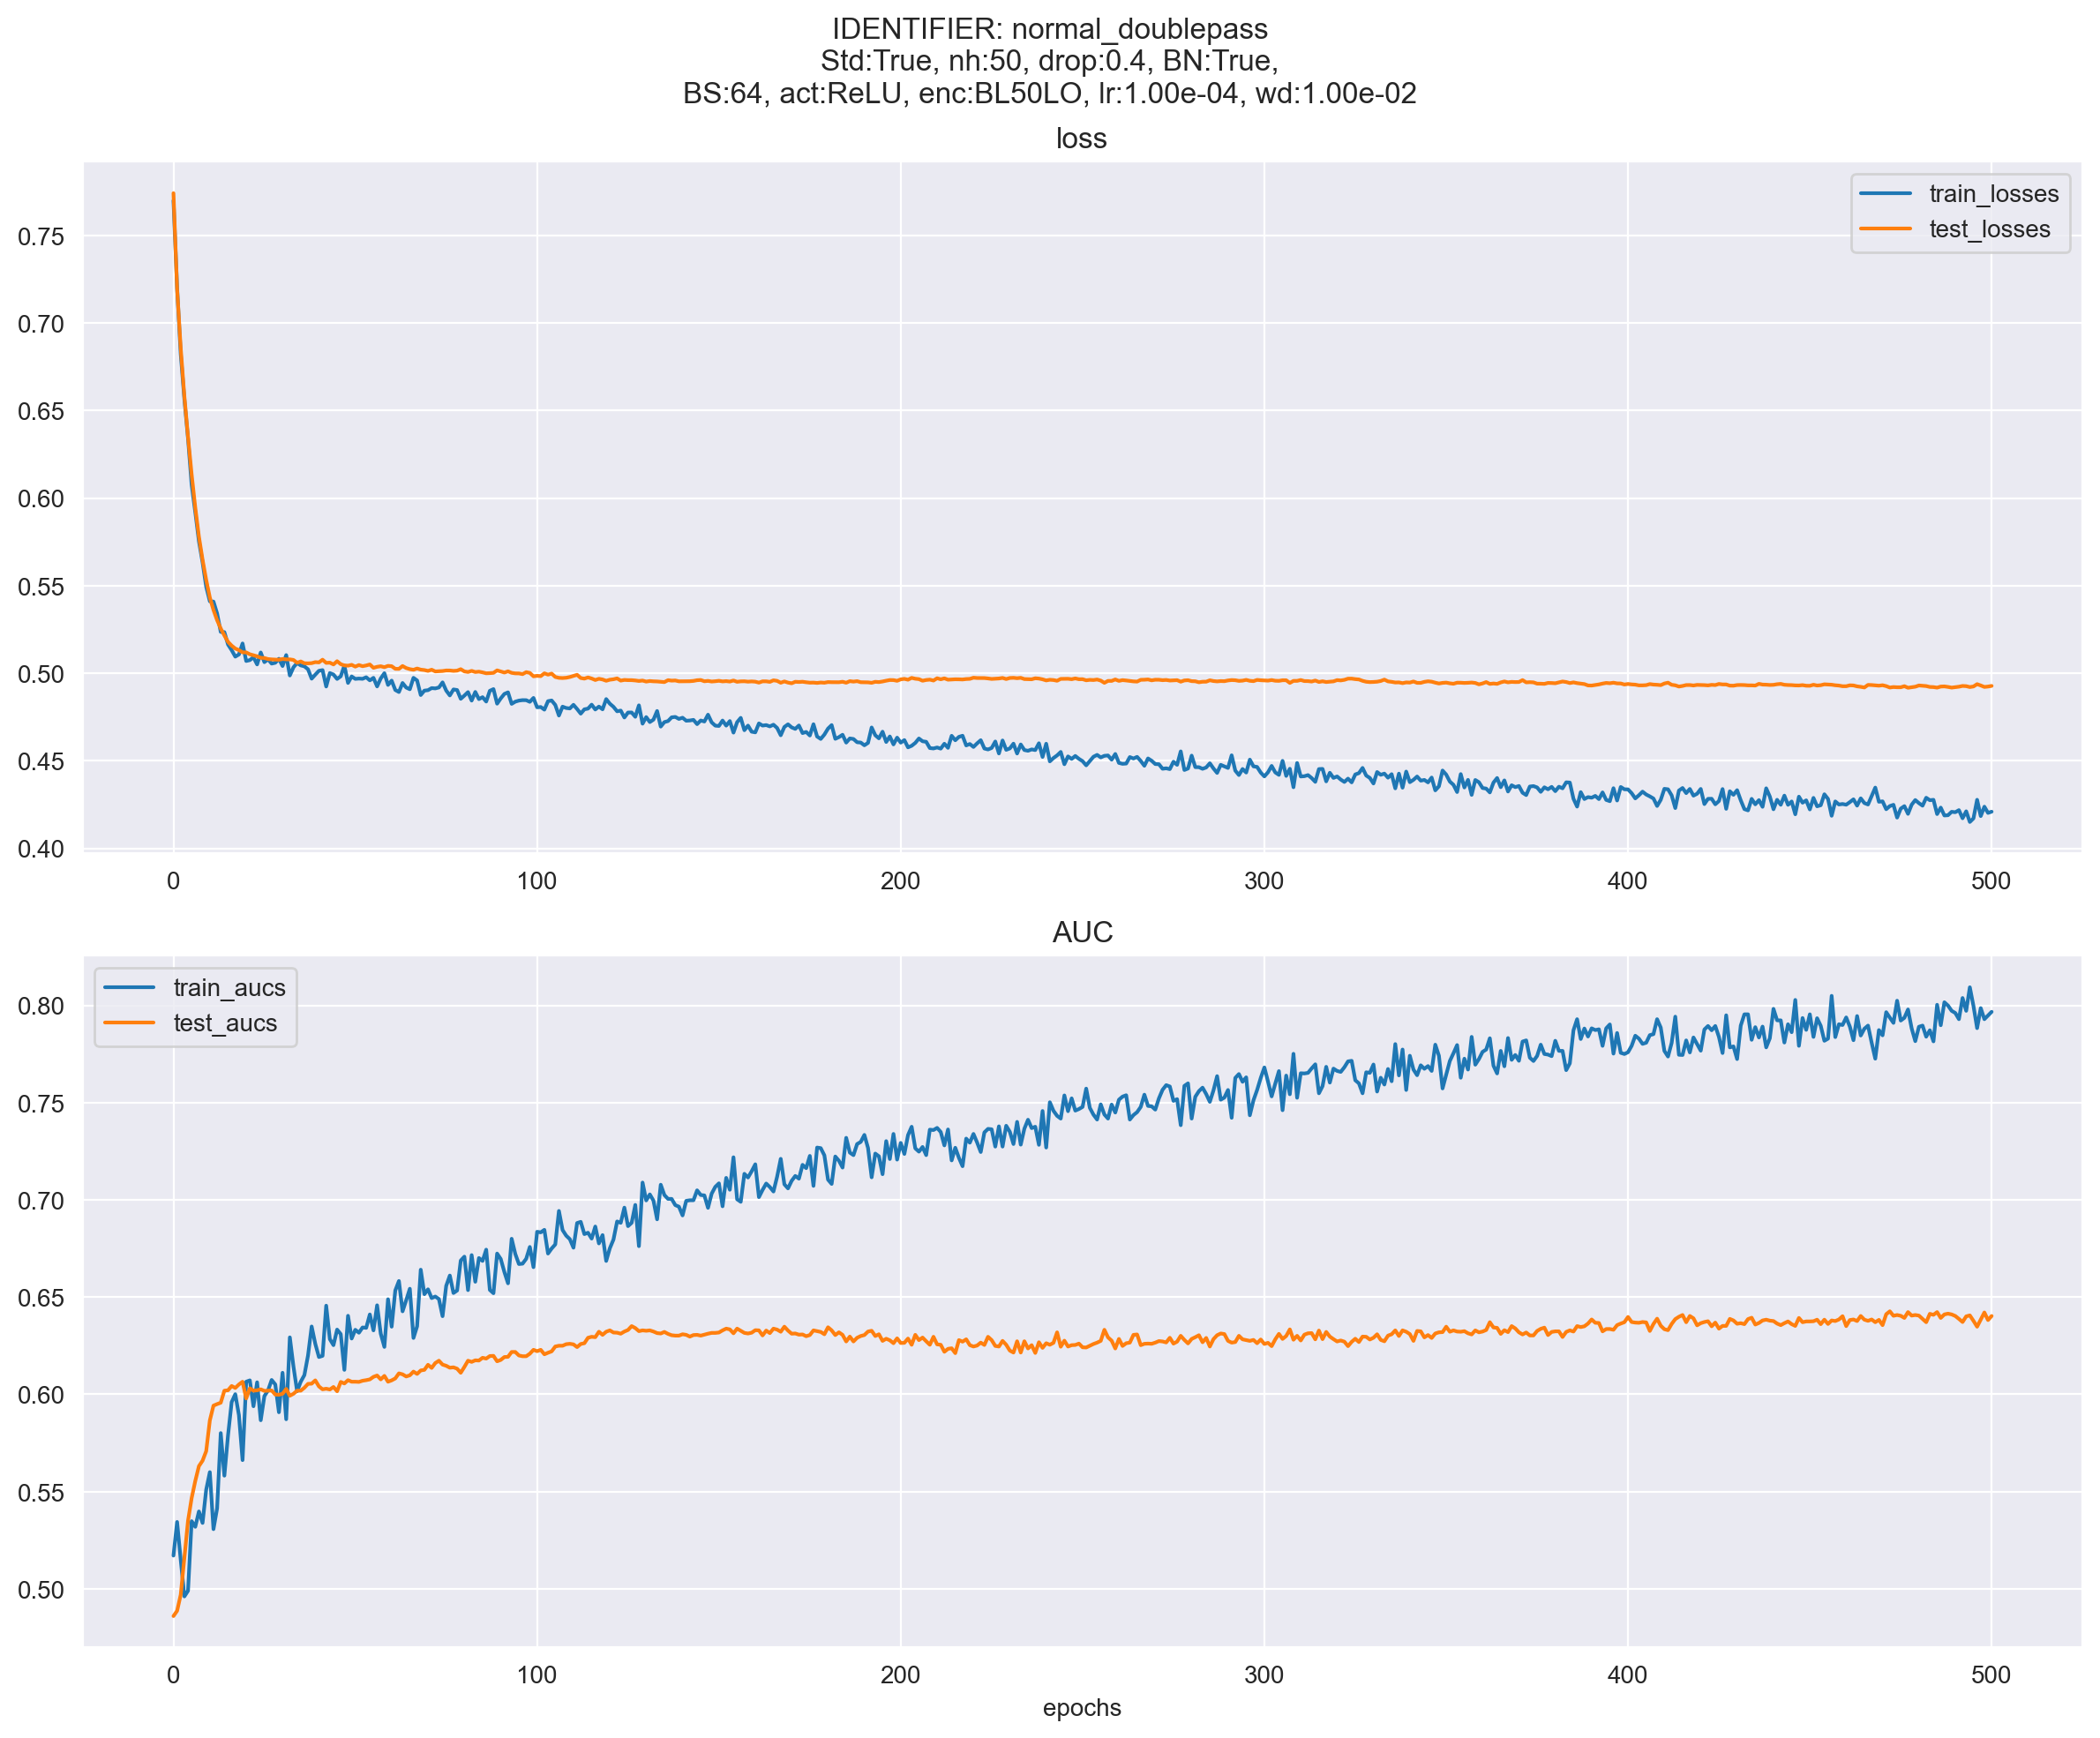 IDENTIFIER: normal_doublepass
Std:True, nh:50, drop:0.4, BN:True,
BS:64, act:ReLU, enc:BL50LO, lr:1.00e-04, wd:1.00e-02
loss
train_losses
test_losses
0.75
0.70
0.65
0.60
0.55
0.50
0.45
0.40
0 100 200 300 400 500
AUC
train_aucs
test_aucs
0.80
0.75
0.70
0.65
0.60
0.55
0.50
0 100 200 300 400 500
epochs